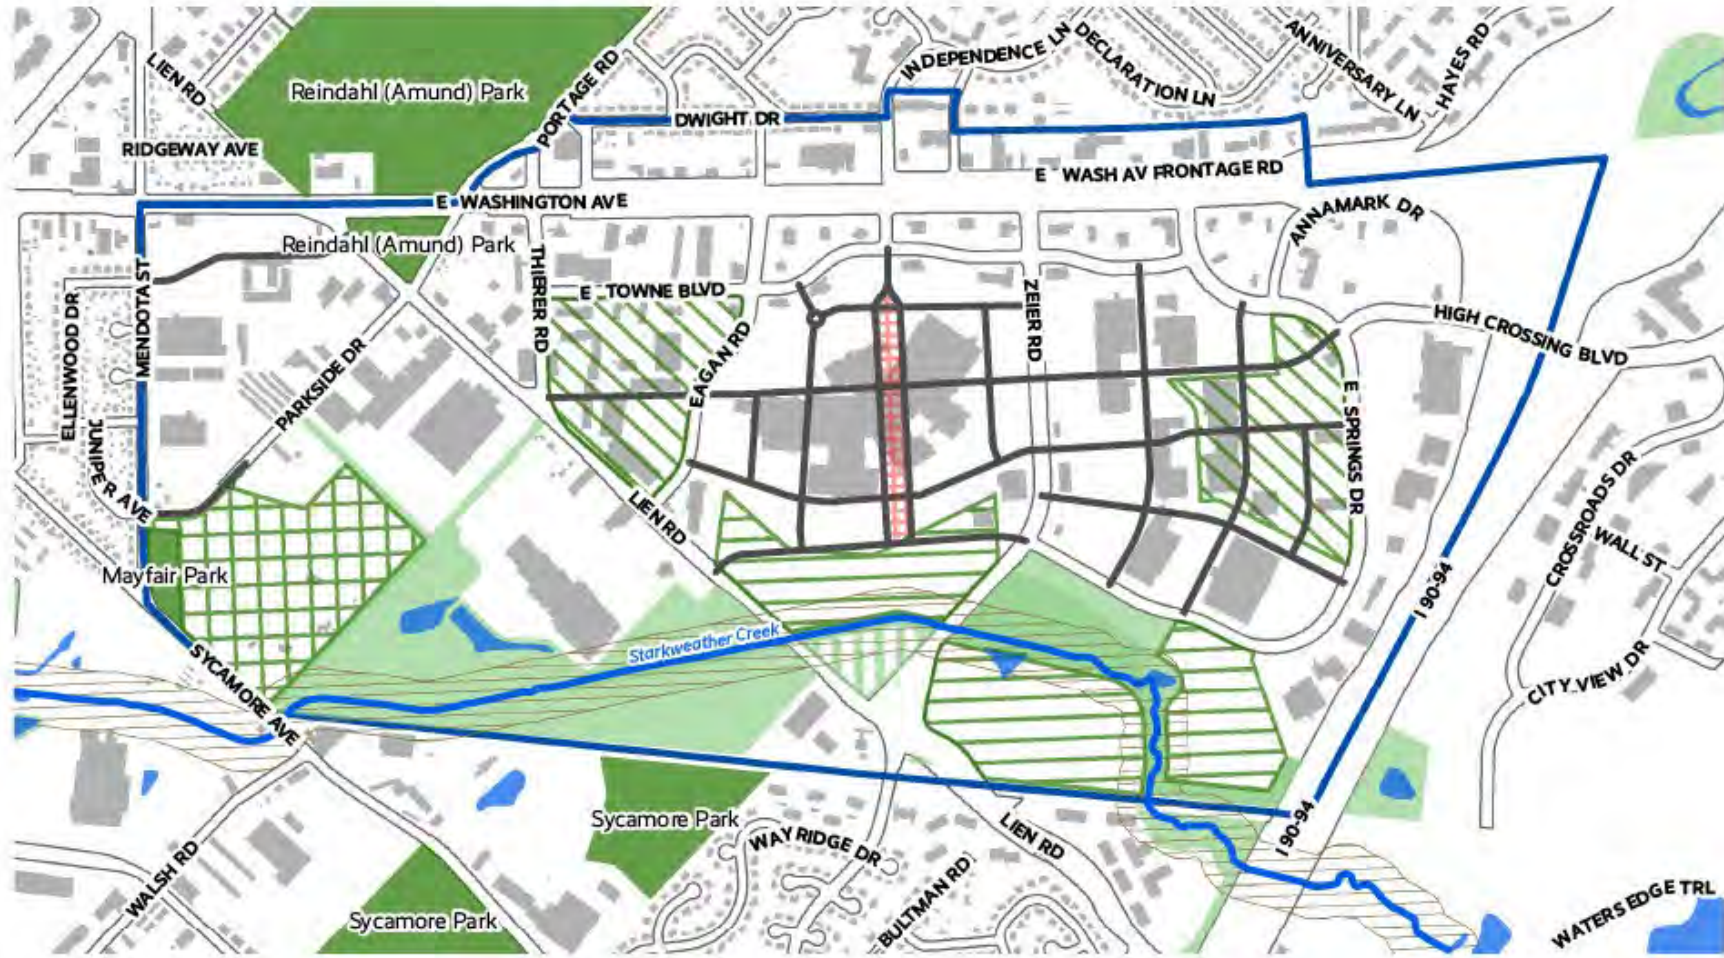 INDEPENDENCE LN
DECLARATION LN
ANNIVERSARY LN
HAYES RD
LIEN RD
Reindahl (Amund) Park
PORTAGE RD
DWIGHT DR
RIDGEWAY AVE
E WASH AV FRONTAGE RD
E WASHINGTON AVE
ANNAMARK DR
Reindahl (Amund) Park
MENDOTA ST
THIERER RD
E TOWNE BLVD
ZEIER RD
ELLENWOOD DR
PARKSIDE DR
EAGAN RD
HIGH CROSSING BLVD
JUNIPER AVE
E SPRINGS DR
LIEN RD
CROSSROADS DR
WALL ST
Mayfair Park
I 90-94
Starkweather Creek
SYCAMORE AVE
CITY VIEW DR
Sycamore Park
WAYRIDGE DR
LIEN RD
I 90-94
WALSH RD
BULTMAN RD
Sycamore Park
WATERS EDGE TRL